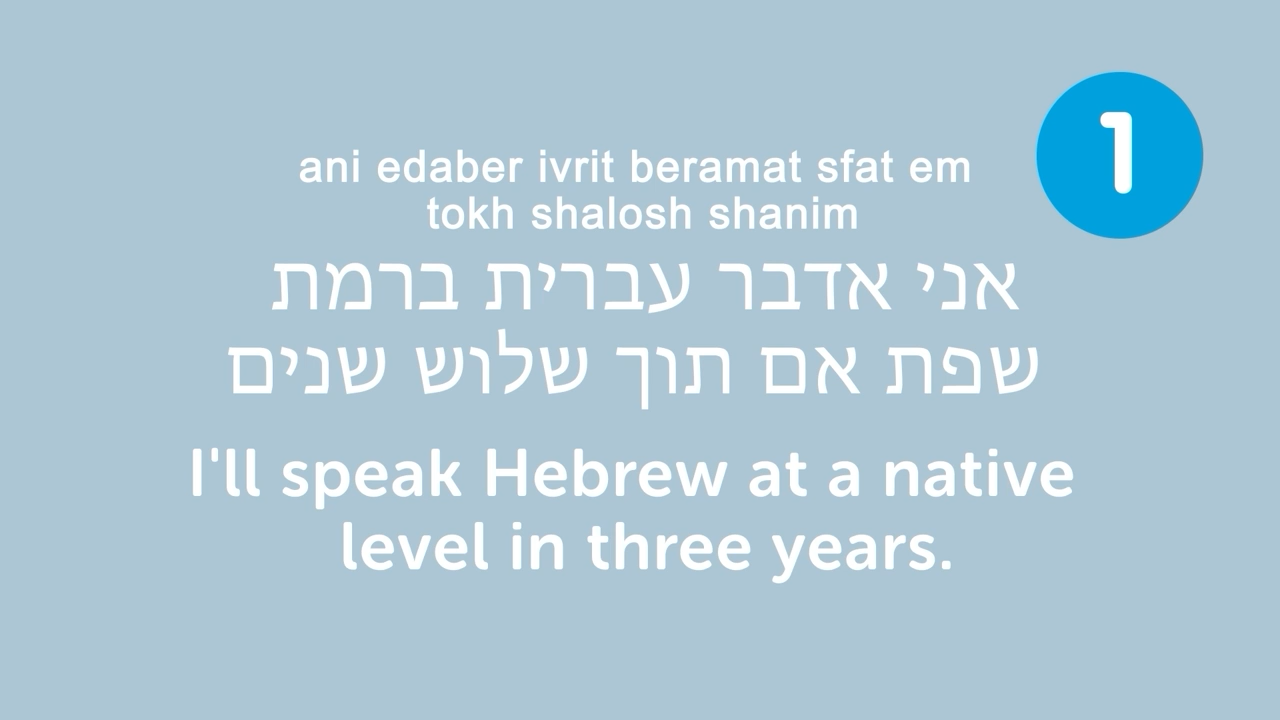 1
ani edaber ivrit beramat sfat em
tokh shalosh shanim
אני אדבר עברית ברמת
שפת אם תוך שלוש שנים
I'll speak Hebrew at a native
level in three years.